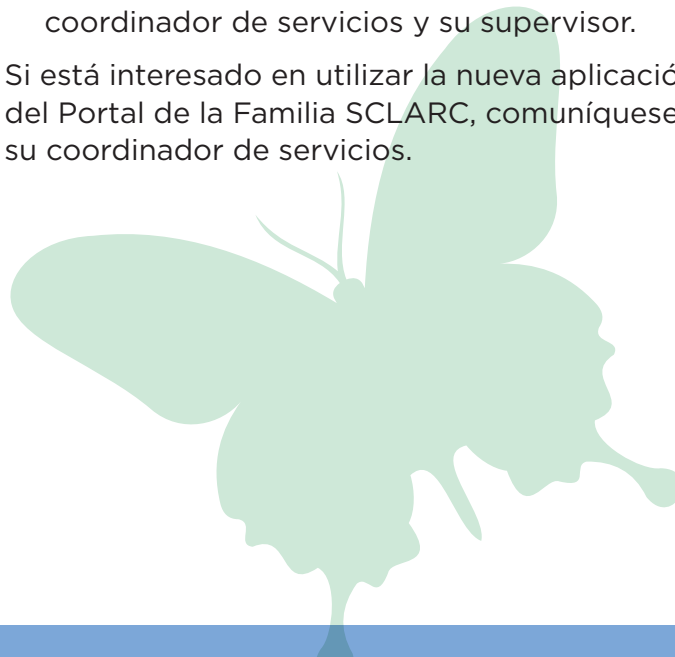 coordinador de servicios y su supervisor.
Si está interesado en utilizar la nueva aplicació
del Portal de la Familia SCLARC, comuníquese
su coordinador de servicios.